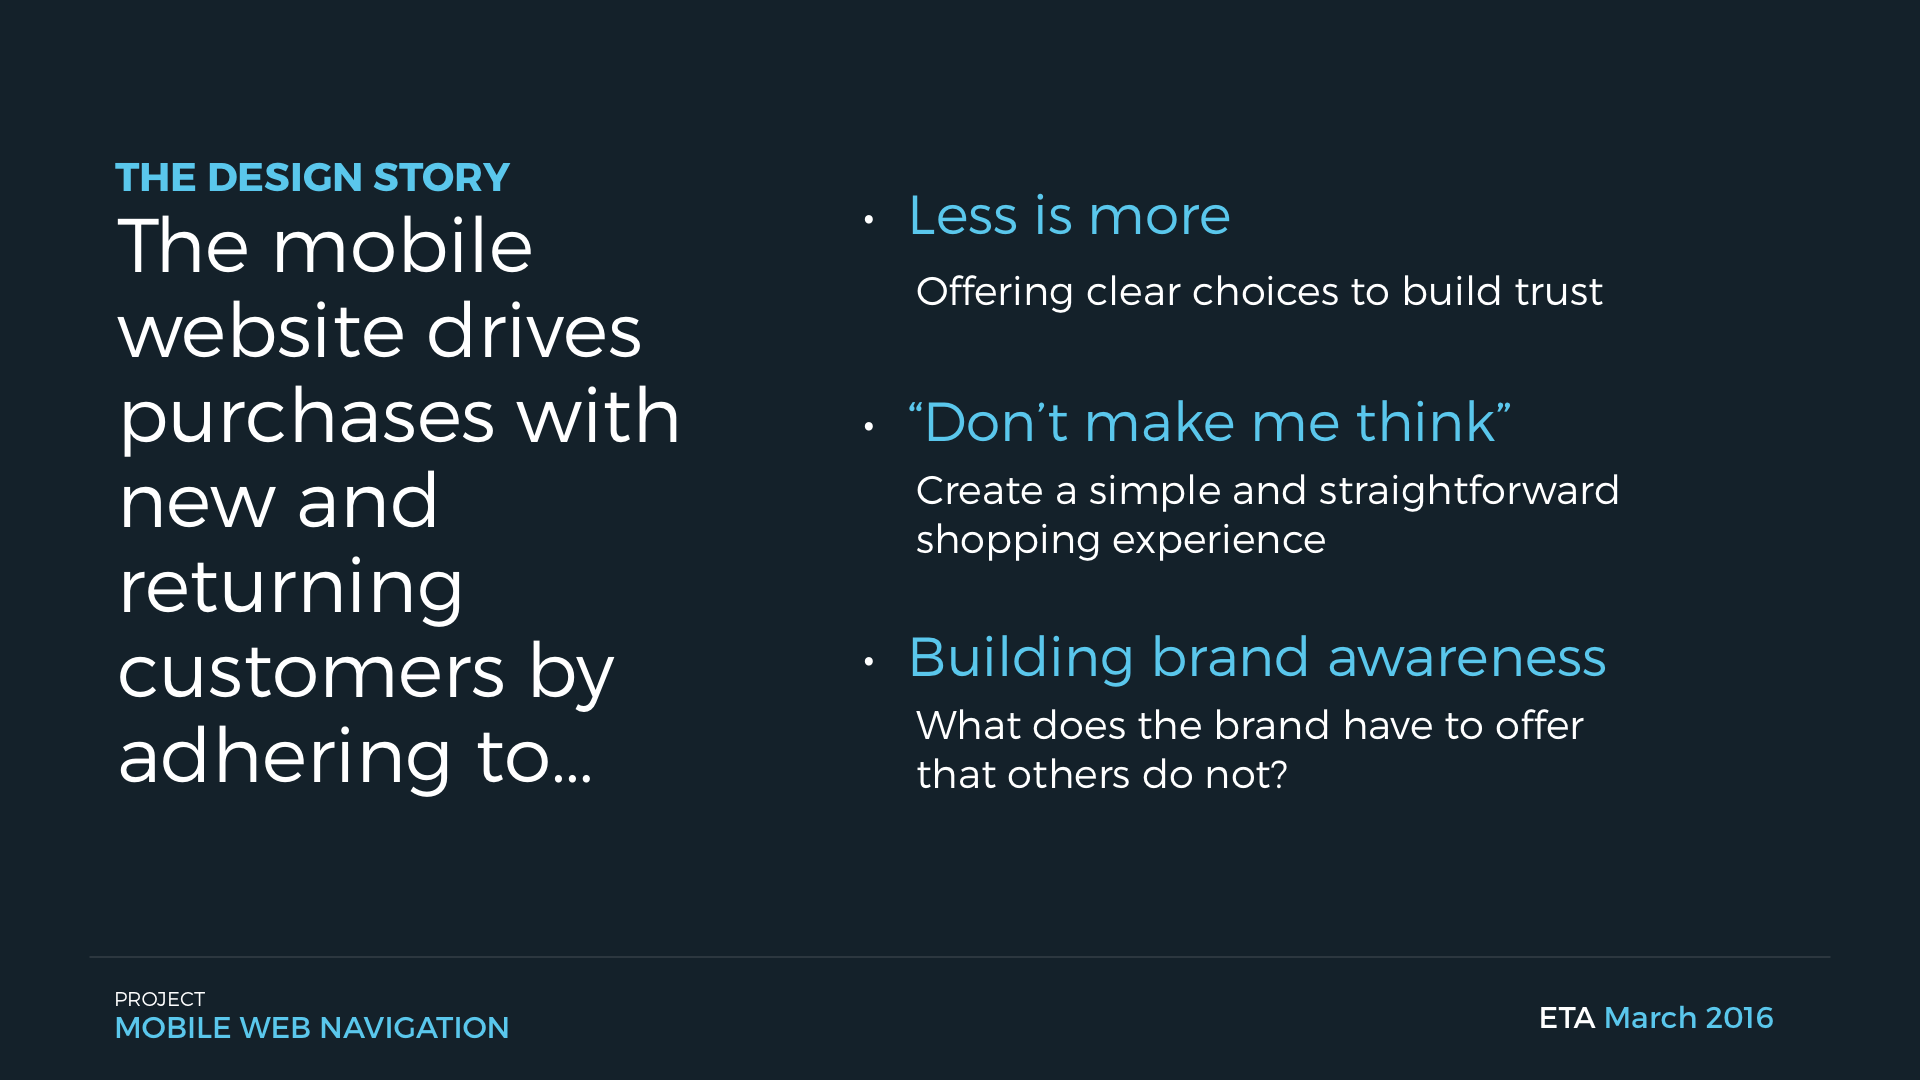 THE DESIGN STORY
The mobile
website drives
purchases with
new and
returning
customers by
adhering to...
• Less is more
Offering clear choices to build trust
• “Don’t make me think”
Create a simple and straightforward
shopping experience
• Building brand awareness
What does the brand have to offer
that others do not?
PROJECT
MOBILE WEB NAVIGATION
ETA March 2016